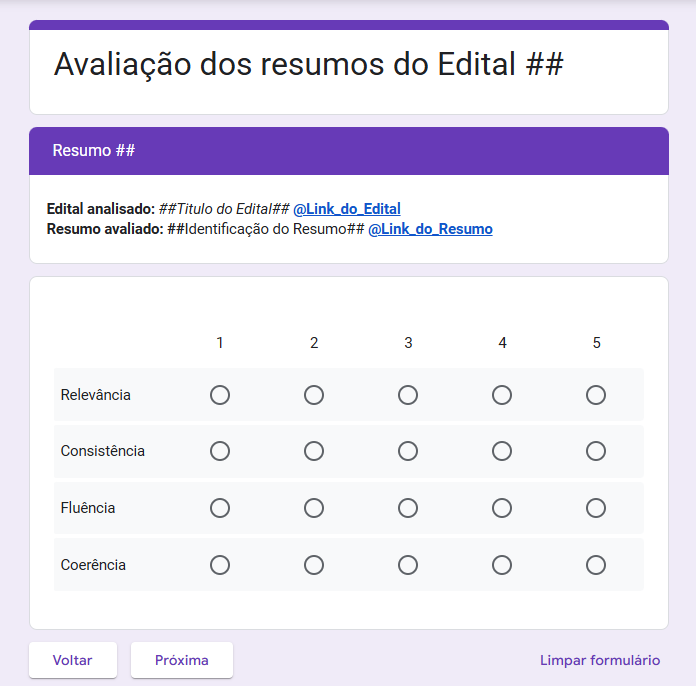 Avaliação dos resumos do Edital ##
Resumo ##
Edital analisado: ##Titulo do Edital## @Link_do_Edital
Resumo avaliado: ##Identificação do Resumo## @Link_do_Resumo
1 2 3 4 5
Relevância
Consistência
Fluência
Coerência
Voltar Próxima Limpar formulário